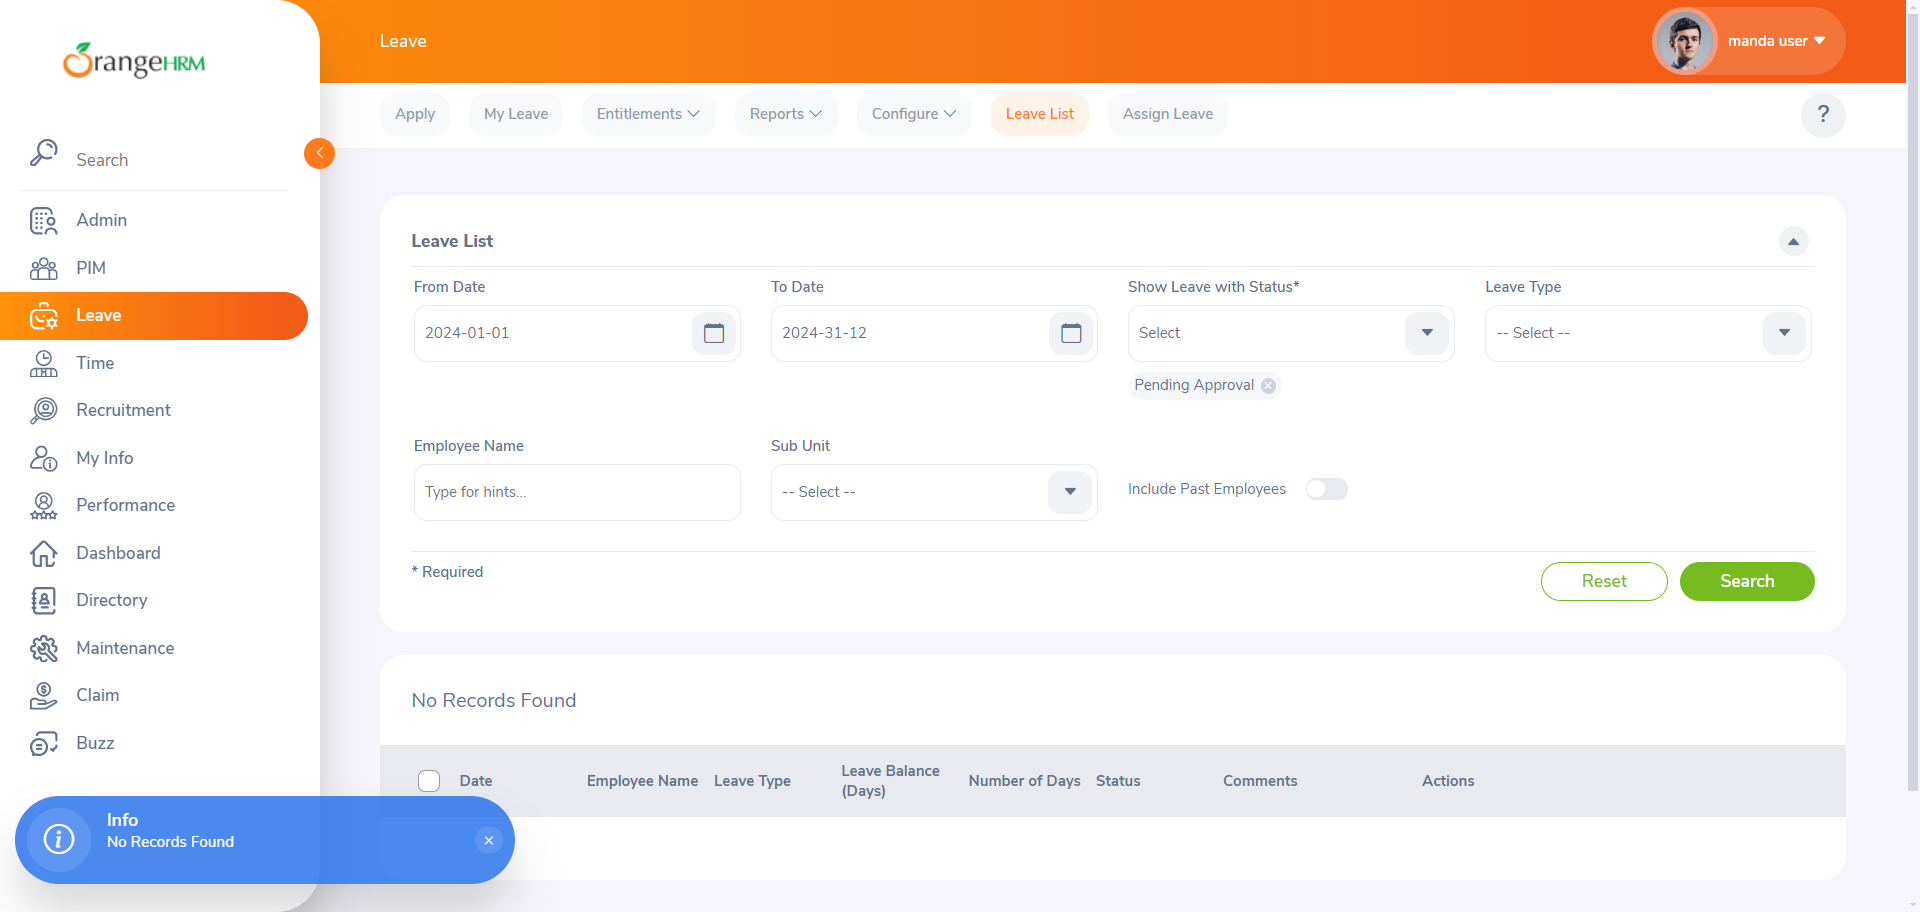 OrangeHRM
Search
Admin
PIM
Leave
Time
Recruitment
My Info
Performance
Dashboard
Directory
Maintenance
Claim
Buzz
Leave
manda user
Apply
My Leave
Entitlements
Reports
Configure
Leave List
Assign Leave
?
Leave List
From Date
To Date
Show Leave with Status*
Leave Type
2024-01-01
2024-31-12
Select
-- Select --
Pending Approval
Employee Name
Sub Unit
Type for hints...
-- Select --
Include Past Employees
* Required
Reset
Search
No Records Found
Date
Employee Name
Leave Type
Leave Balance
(Days)
Number of Days
Status
Comments
Actions
Info
No Records Found